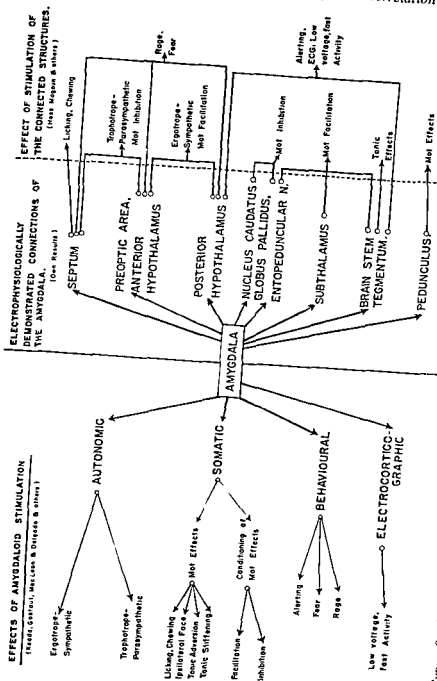 EFFECTS OF AMYGDALOID STIMULATION
(Kaada, Gastaut, MacLean & Delgado & others)
Ergotrope-
Sympathetic
Trophotrope-
Parasympathetic
AUTONOMIC
Licking, Chewing
Ipsilateral Face
Tonic Adversion
Tonic Stiffening
Mot Effects
Facilitation
Inhibition
Conditioning of
Mot Effects
SOMATIC
Alerting
Fear
Rage
BEHAVIOURAL
Low voltage,
fast Activity
ELECTROCORTICO-
GRAPHIC
AMYGDALA
ELECTROPHYSIOLOGICALLY
DEMONSTRATED CONNECTIONS OF
THE AMYGDALA.
(Own Results)
SEPTUM
PREOPTIC AREA,
ANTERIOR
HYPOTHALAMUS
POSTERIOR
HYPOTHALAMUS
NUCLEUS CAUDATUS
GLOBUS PALLIDUS,
ENTOPEDUNCULAR N.
SUBTHALAMUS
BRAIN STEM
TEGMENTUM,
PEDUNCULUS
EFFECT OF STIMULATION OF
THE CONNECTED STRUCTURES.
(Hess Magoun & others)
Licking, Chewing
Trophotrope-
Parasympathetic
Mot Inhibition
Rage,
Fear
Ergotrope-
Sympathetic
Mot Facilitation
Mot Inhibition
Mot Facilitation
Alerting,
ECG, Low
voltage, fast
Activity
Tonic
Effects
Mot Effects